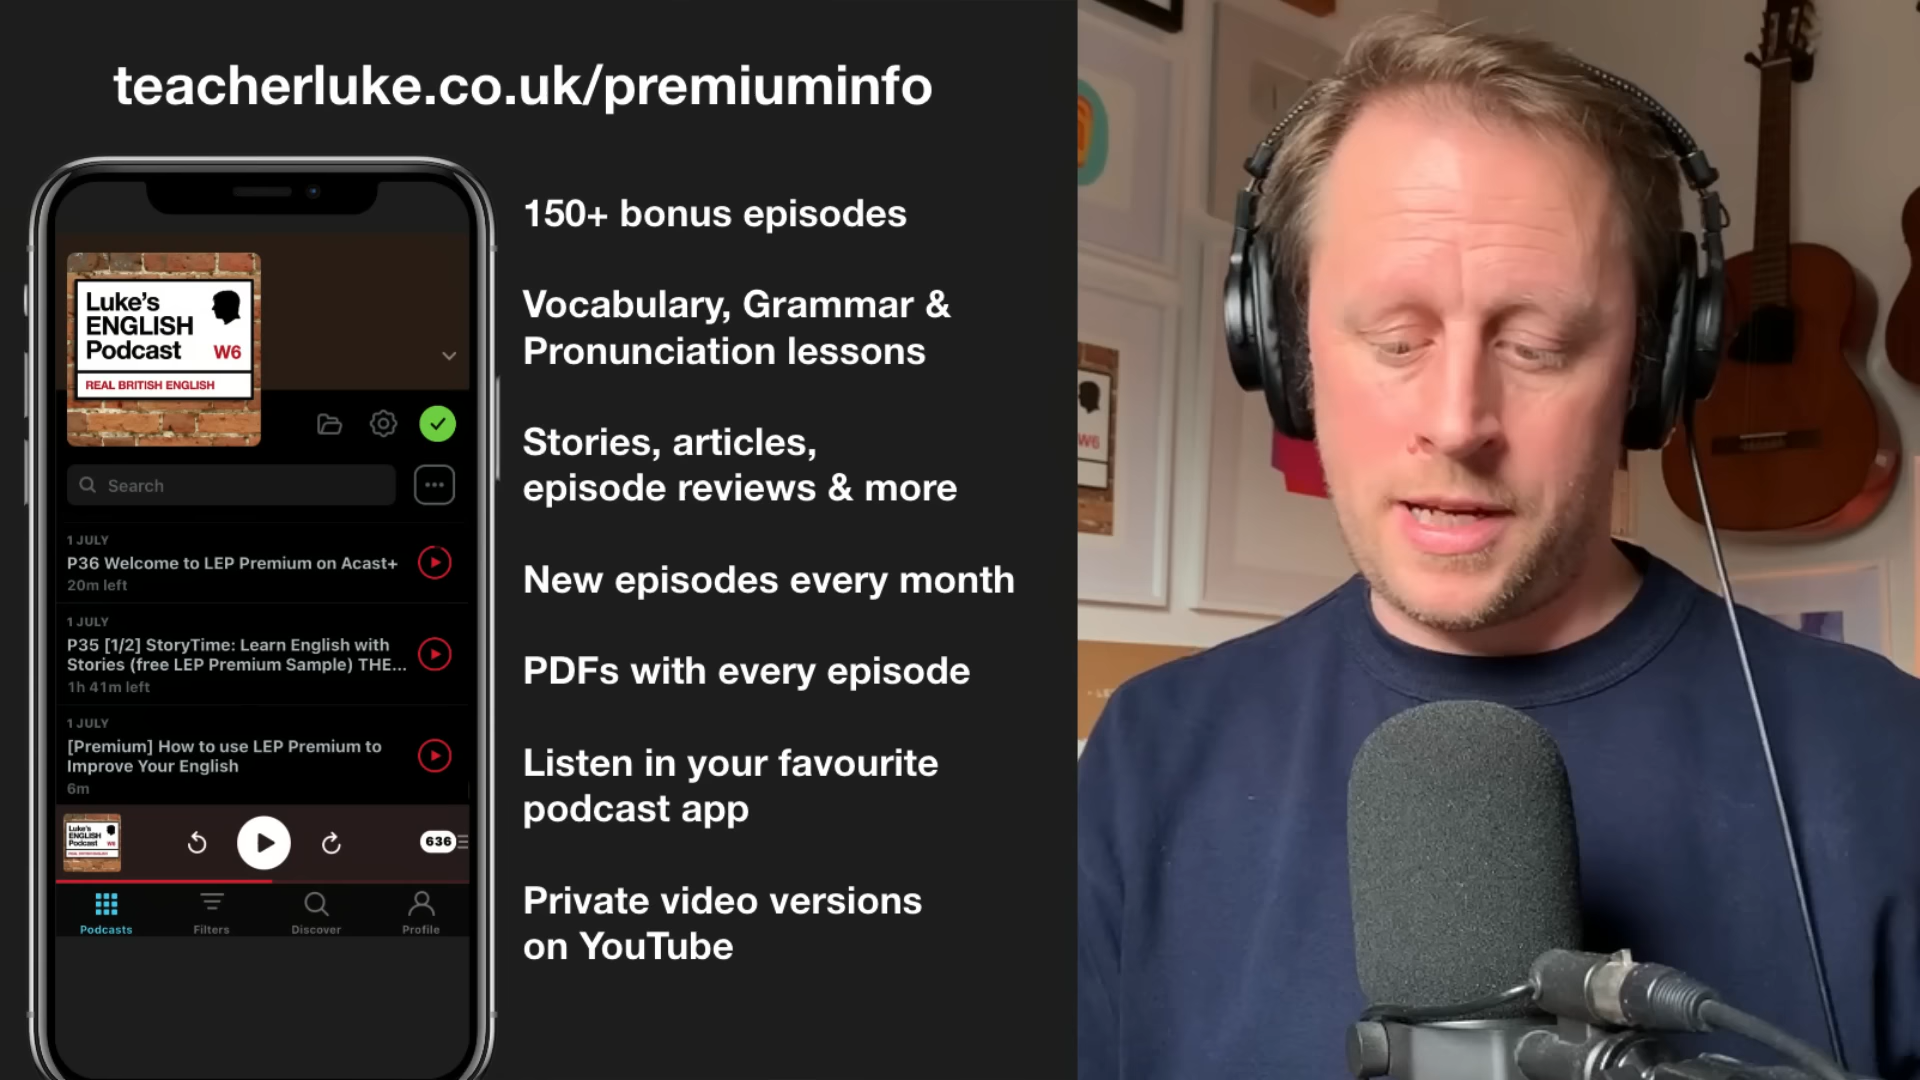 teacherluke.co.uk/premiuminfo
Luke's
ENGLISH
Podcast
W6
REAL BRITISH ENGLISH
Search
1 JULY
P36 Welcome to LEP Premium on Acast+
20m left
1 JULY
P35 [1/2] StoryTime: Learn English with
Stories (free LEP Premium Sample) THE...
1h 41m left
1 JULY
[Premium] How to use LEP Premium to
Improve Your English
6m
Luke's
ENGLISH
Podcast
636
Podcasts
Filters
Discover
Profile
150+ bonus episodes
Vocabulary, Grammar &
Pronunciation lessons
Stories, articles,
episode reviews & more
New episodes every month
PDFs with every episode
Listen in your favourite
podcast app
Private video versions
on YouTube
W6